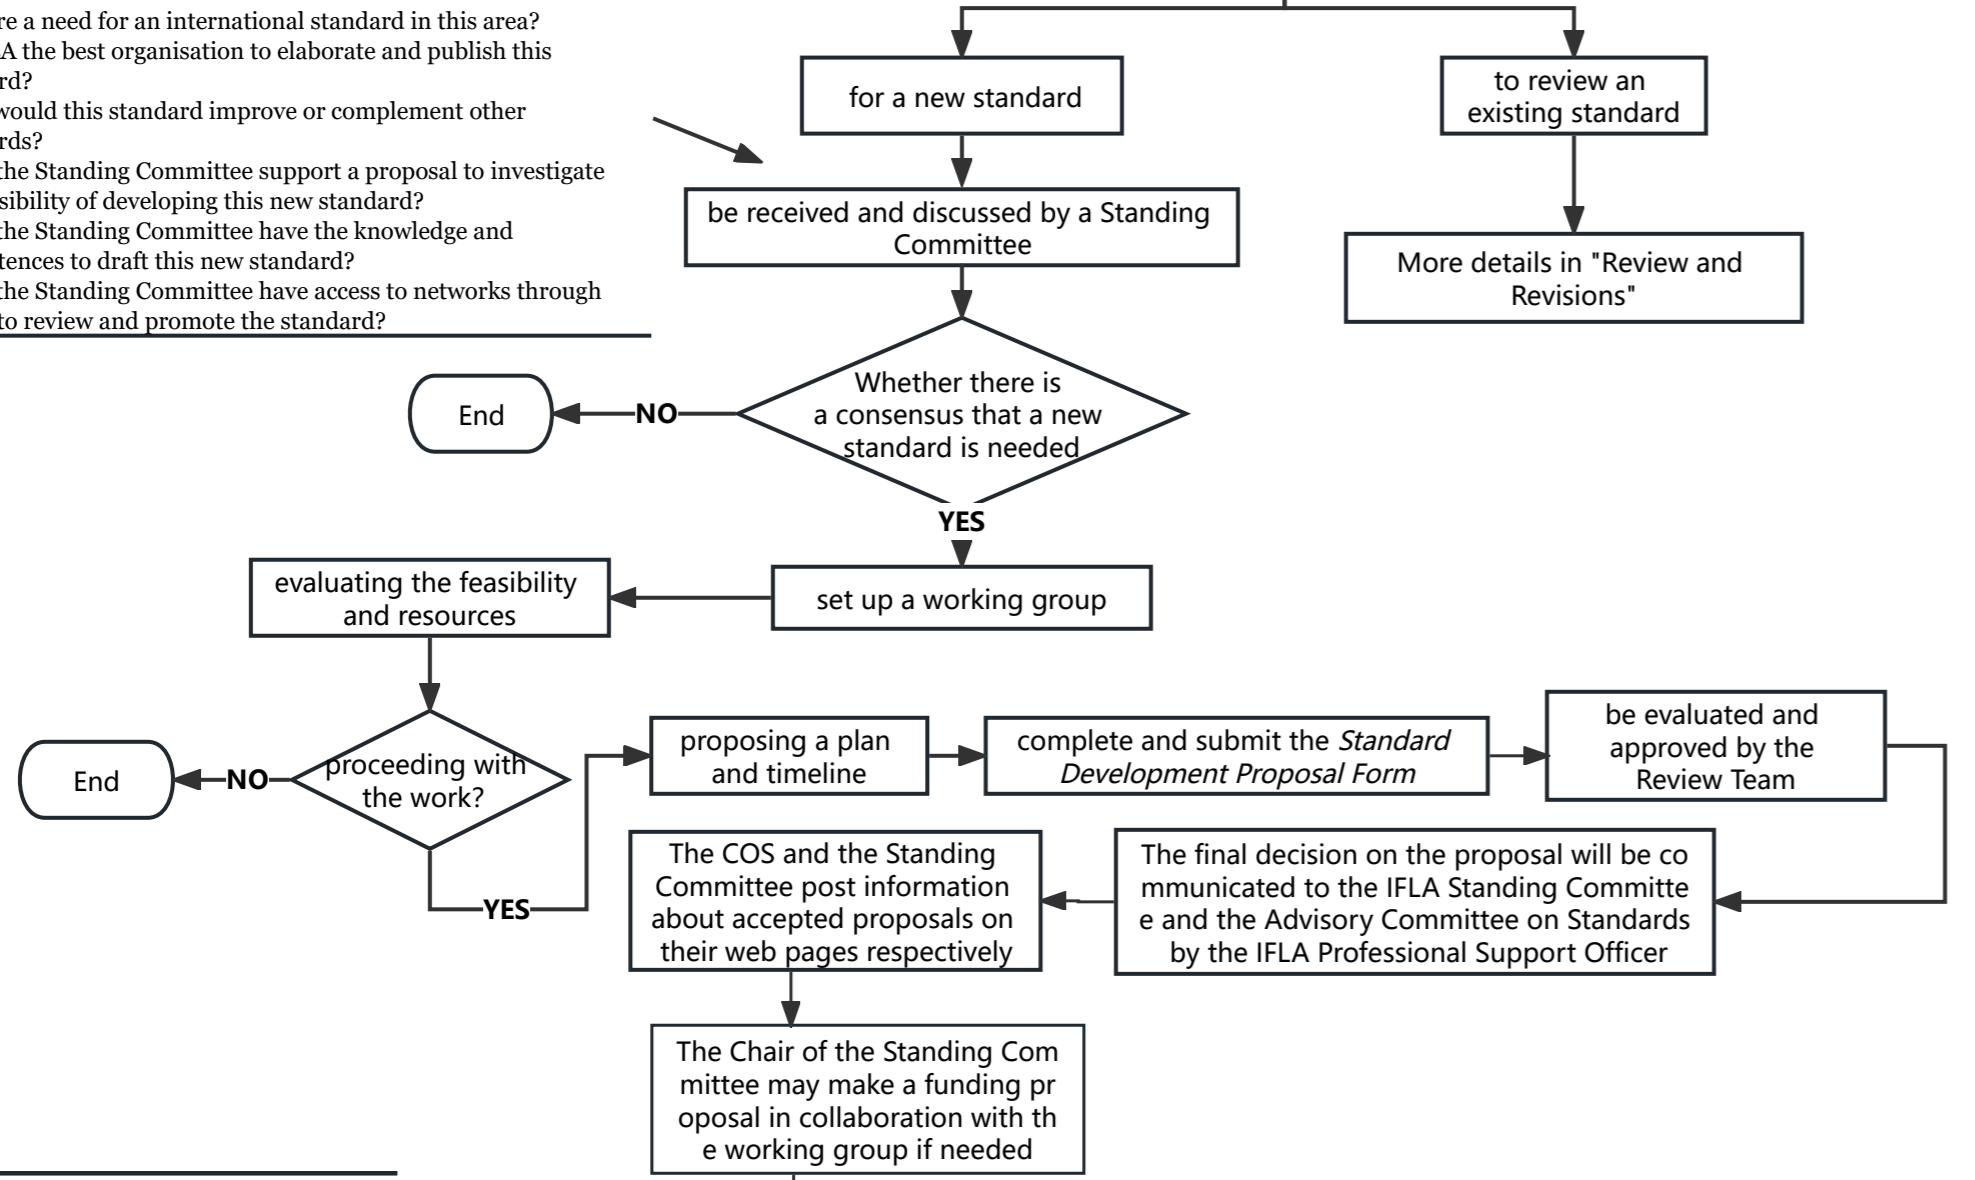 re a need for an international standard in this area?
A the best organisation to elaborate and publish this
rd?
would this standard improve or complement other
rds?
the Standing Committee support a proposal to investigate
sibility of developing this new standard?
the Standing Committee have the knowledge and
tences to draft this new standard?
the Standing Committee have access to networks through
to review and promote the standard?
for a new standard
to review an
existing standard
be received and discussed by a Standing
Committee
More details in "Review and
Revisions"
Whether there is
a consensus that a new
standard is needed
NO
End
YES
set up a working group
evaluating the feasibility
and resources
proceeding with
the work?
NO
End
YES
proposing a plan
and timeline
complete and submit the Standard
Development Proposal Form
be evaluated and
approved by the
Review Team
The final decision on the proposal will be co
mmunicated to the IFLA Standing Committe
e and the Advisory Committee on Standards
by the IFLA Professional Support Officer
The COS and the Standing
Committee post information
about accepted proposals on
their web pages respectively
The Chair of the Standing Com
mittee may make a funding pr
oposal in collaboration with th
e working group if needed